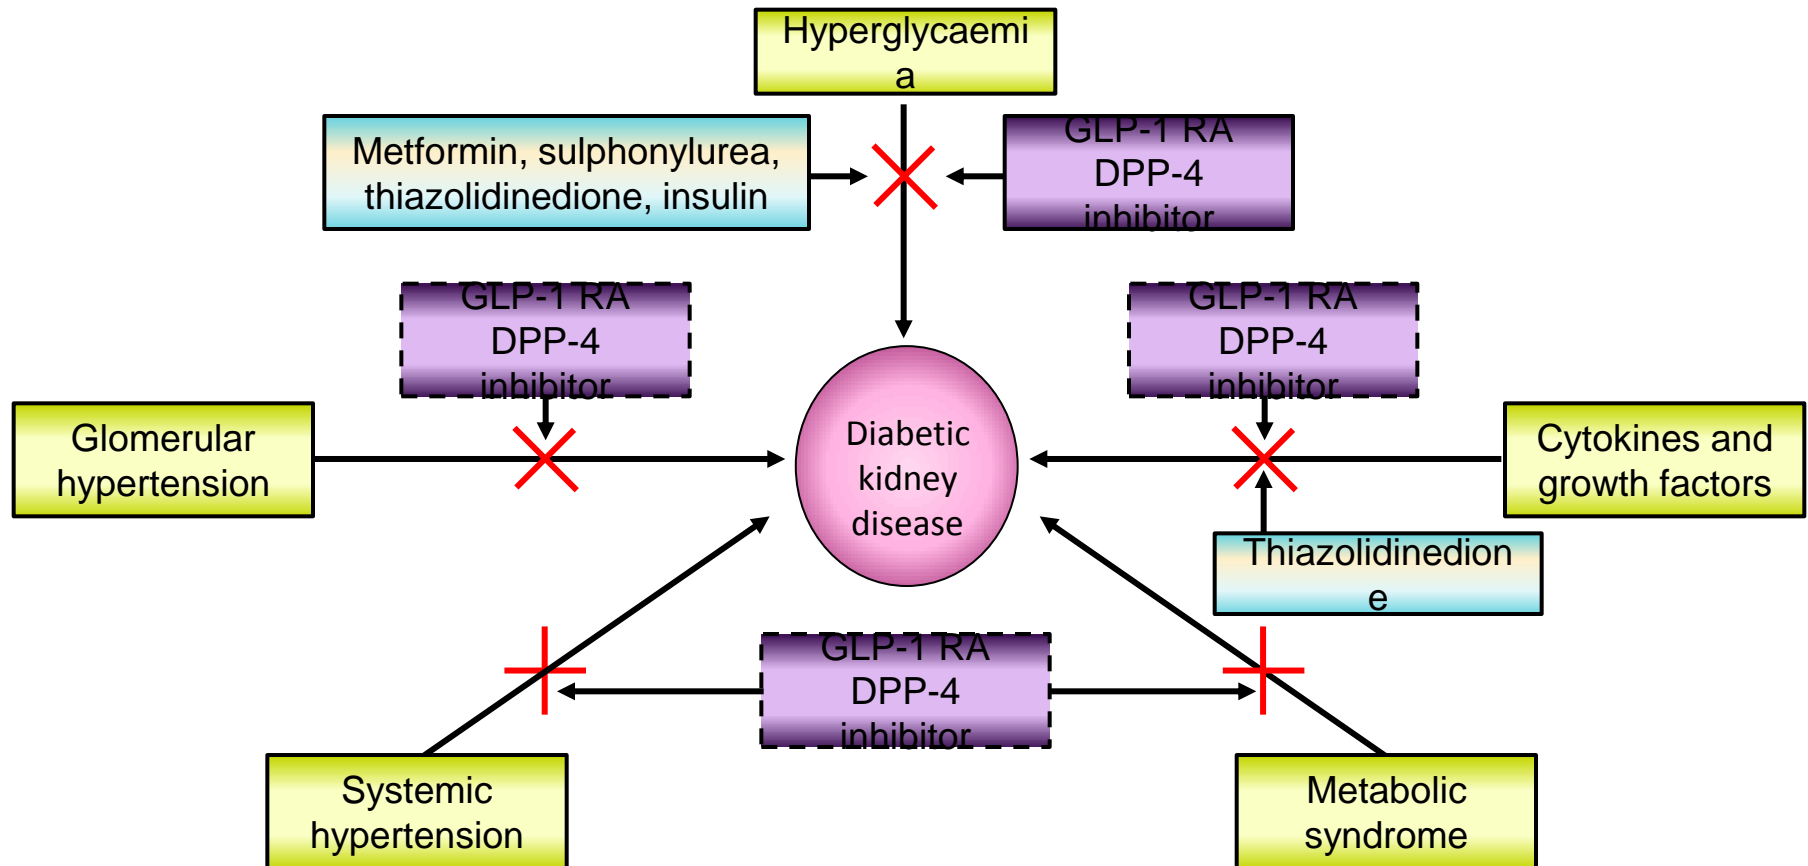 Hyperglycaemi
a
Metformin, sulphonylurea,
thiazolidinedione, insulin
GLP-1 RA
DPP-4
inhibitor
GLP-1 RA
DPP-4
inhibitor
GLP-1 RA
DPP-4
inhibitor
Glomerular
hypertension
Diabetic
kidney
disease
Cytokines and
growth factors
Thiazolidinedion
e
GLP-1 RA
DPP-4
inhibitor
Systemic
hypertension
Metabolic
syndrome